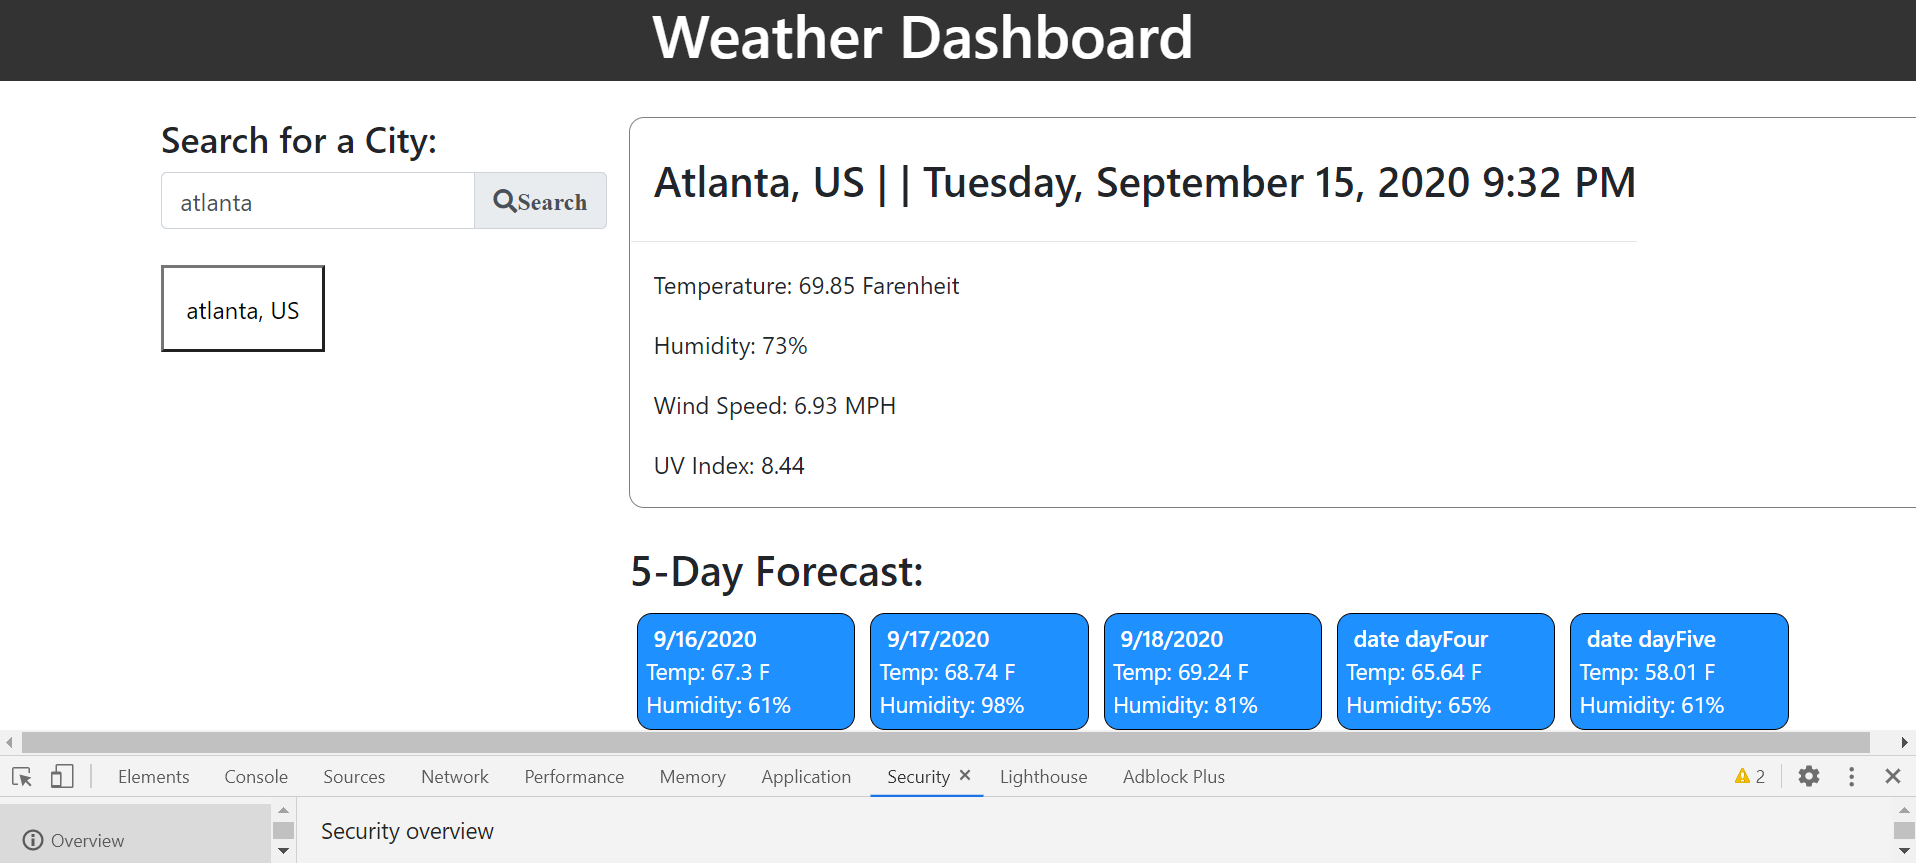 Weather Dashboard
Search for a City:
atlanta
Search
atlanta, US
Atlanta, US | | Tuesday, September 15, 2020 9:32 PM
Temperature: 69.85 Farenheit
Humidity: 73%
Wind Speed: 6.93 MPH
UV Index: 8.44
5-Day Forecast:
9/16/2020
Temp: 67.3 F
Humidity: 61%
9/17/2020
Temp: 68.74 F
Humidity: 98%
9/18/2020
Temp: 69.24 F
Humidity: 81%
date dayFour
Temp: 65.64 F
Humidity: 65%
date dayFive
Temp: 58.01 F
Humidity: 61%
Elements Console Sources Network Performance Memory Application Security Lighthouse Adblock Plus 2
Overview
Security overview